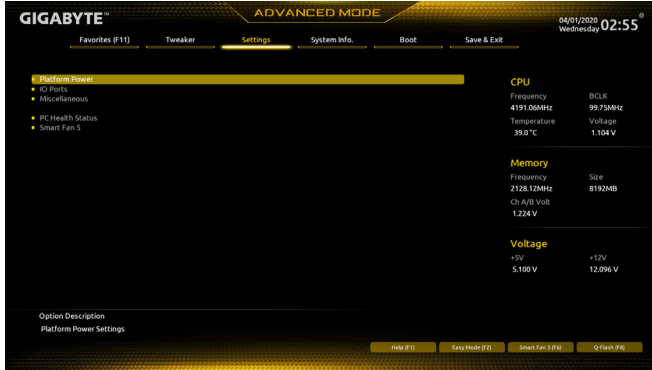 GIGABYTE™
ADVANCED MODE
04/01/2020
Wednesday 02:55
Favorites (F11) Tweaker Settings System Info. Boot Save & Exit
Platform Power
IO Ports
Miscellaneous
PC Health Status
Smart Fan 5
CPU
Frequency BCLK
4191.06MHz 99.75MHz
Temperature Voltage
39.0 °C 1.104 V
Memory
Frequency Size
2128.12MHz 8192MB
Ch A/B Volt
1.224 V
Voltage
+5V +12V
5.100 V 12.096 V
Option Description
Platform Power Settings
Help (F1) Easy Mode (F2) Smart Fan 5 (F6) Q-Flash (F8)